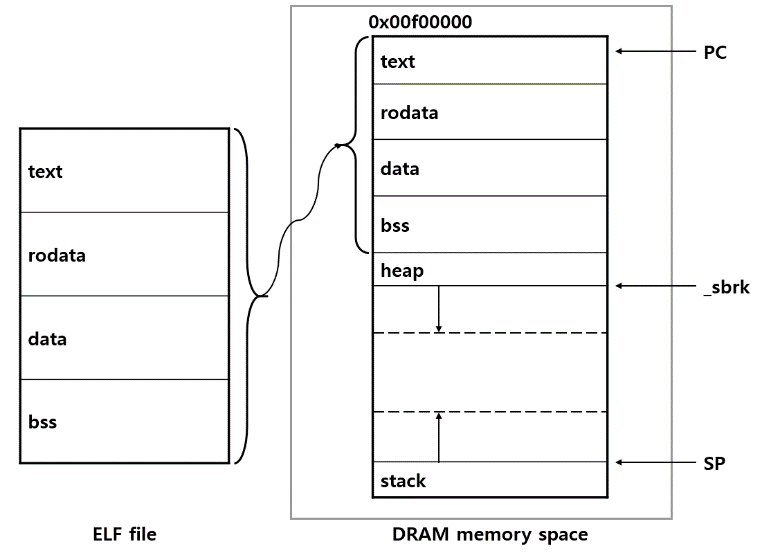 0x00f00000
text
PC
rodata
data
bss
heap
_sbrk
SP
stack
text
rodata
data
bss
ELF file
DRAM memory space